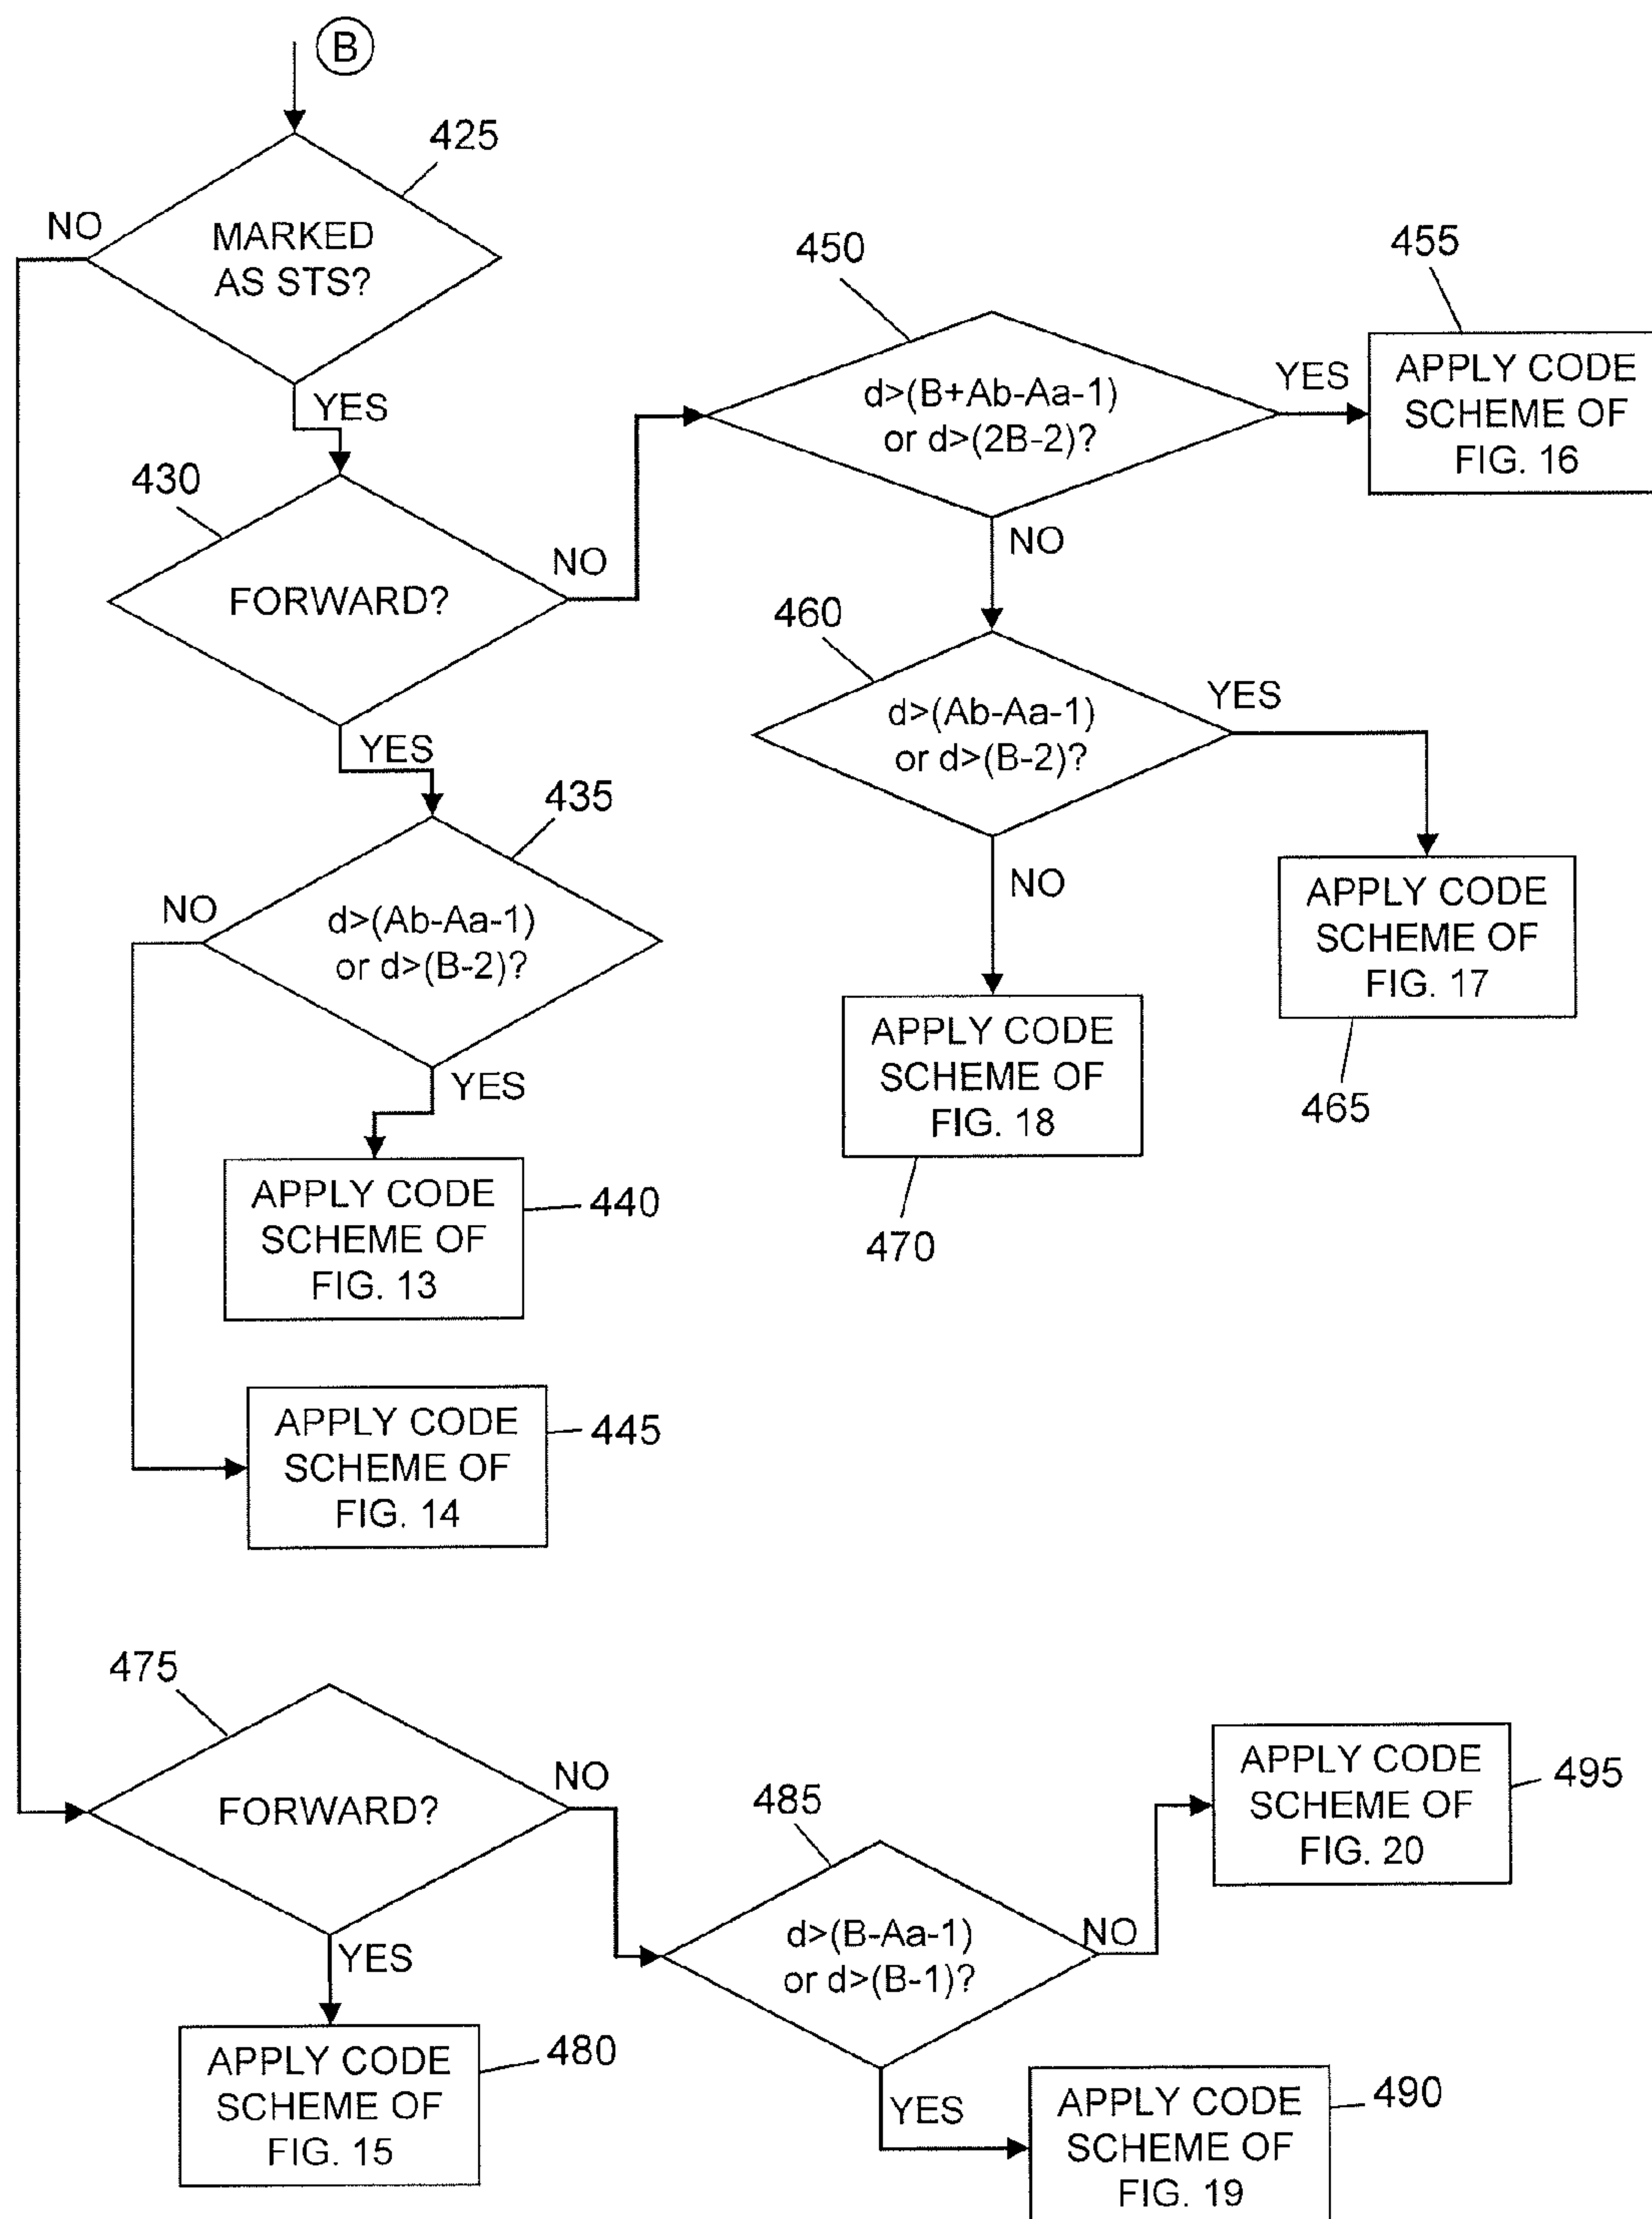 B
425
NO
MARKED
AS STS?
YES
430
FORWARD?
NO
YES
435
NO
d>(Ab-Aa-1)
or d>(B-2)?
YES
APPLY CODE
SCHEME OF
FIG. 13
440
APPLY CODE
SCHEME OF
FIG. 14
445
450
d>(B+Ab-Aa-1)
or d>(2B-2)?
YES
455
APPLY CODE
SCHEME OF
FIG. 16
NO
460
d>(Ab-Aa-1)
or d>(B-2)?
YES
APPLY CODE
SCHEME OF
FIG. 17
465
NO
APPLY CODE
SCHEME OF
FIG. 18
470
475
FORWARD?
NO
YES
APPLY CODE
SCHEME OF
FIG. 15
480
485
d>(B-Aa-1)
or d>(B-1)?
NO
APPLY CODE
SCHEME OF
FIG. 20
495
YES
APPLY CODE
SCHEME OF
FIG. 19
490